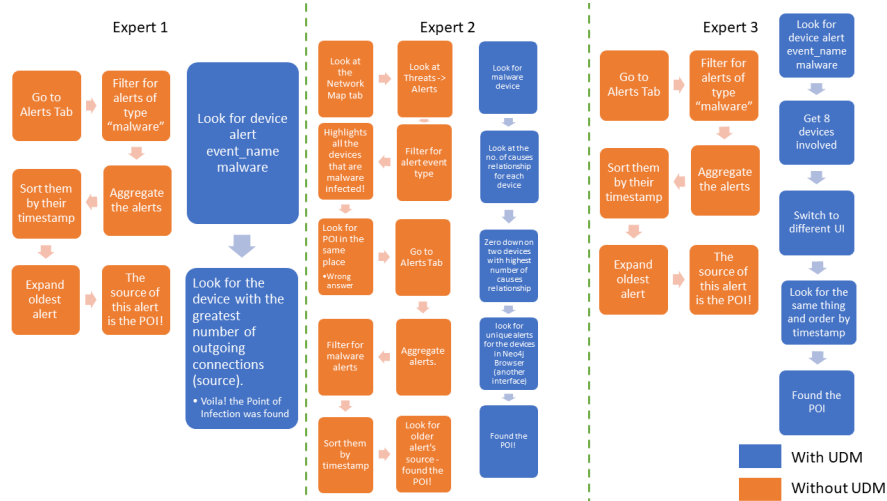 Expert 1
Go to
Alerts Tab
Filter for
alerts of
type
“malware”
Sort them
by their
timestamp
Aggregate
the alerts
Expand
oldest
alert
The
source of
this alert
is the POI!
Look for device
alert
event_name
malware
Look for the
device with the
greatest
number of
outgoing
connections
(source).
• Voila! the Point of
Infection was found
Expert 2
Look at
the
Network
Map tab
Look at
Threats ->
Alerts
Highlights
all the
devices
that are
malware
infected!
Filter for
alert event
type
Look for
POI in the
same
place
• Wrong
answer
Go to
Alerts Tab
Filter for
malware
alerts
Aggregate
alerts.
Sort them
by
timestamp
Look for
older
alert's
source -
found the
POI!
Look for
malware
device
Look at the
no. of causes
relationship
for each
device
Zero down on
two devices
with highest
number of
causes
relationship
look for
unique alerts
for the devices
in Neo4j
Browser
(another
interface)
Found the
POI!
Expert 3
Go to
Alerts Tab
Filter for
alerts of
type
“malware”
Sort them
by their
timestamp
Aggregate
the alerts
Expand
oldest
alert
The
source of
this alert
is the POI!
Look for
device alert
event_name
malware
Get 8
devices
involved
Switch to
different UI
Look for the
same thing
and order by
timestamp
Found the
POI
With UDM
Without UDM